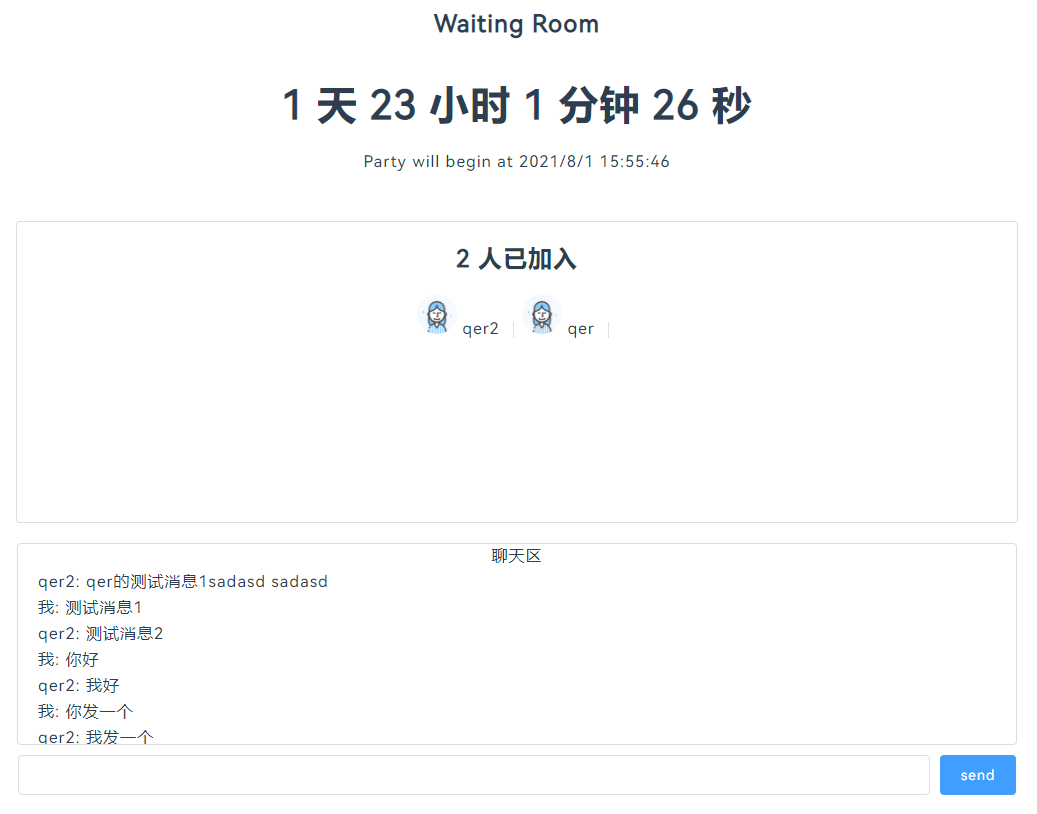 Waiting Room
1 天 23 小时 1 分钟 26 秒
Party will begin at 2021/8/1 15:55:46
2 人已加入
qer2 qer
聊天区
qer2: qer的测试消息1sadasd sadasd
我: 测试消息1
qer2: 测试消息2
我: 你好
qer2: 我好
我: 你发一个
qer2: 我发一个
send